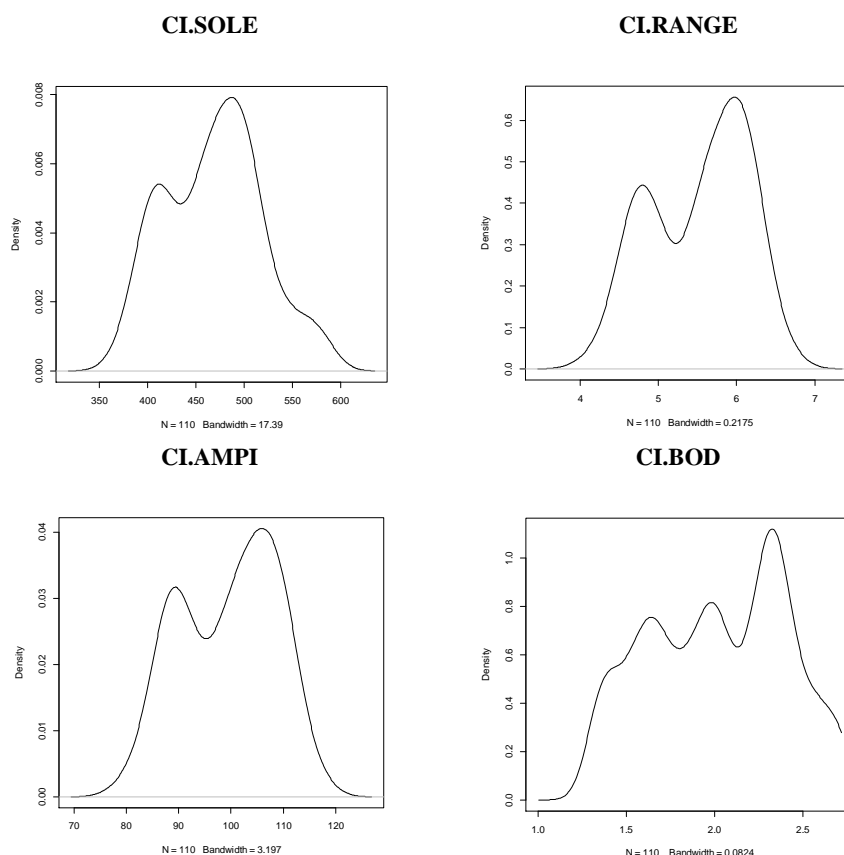 CI.SOLE
CI.RANGE
Density
0.000 0.002 0.004 0.006 0.008
350 400 450 500 550 600
N = 110 Bandwidth = 17.39
Density
0.0 0.1 0.2 0.3 0.4 0.5 0.6
4 5 6 7
N = 110 Bandwidth = 0.2175
CI.AMPI
CI.BOD
Density
0.00 0.01 0.02 0.03 0.04
70 80 90 100 110 120
N = 110 Bandwidth = 3.197
Density
0.0 0.2 0.4 0.6 0.8 1.0
1.0 1.5 2.0 2.5
N = 110 Bandwidth = 0.0824